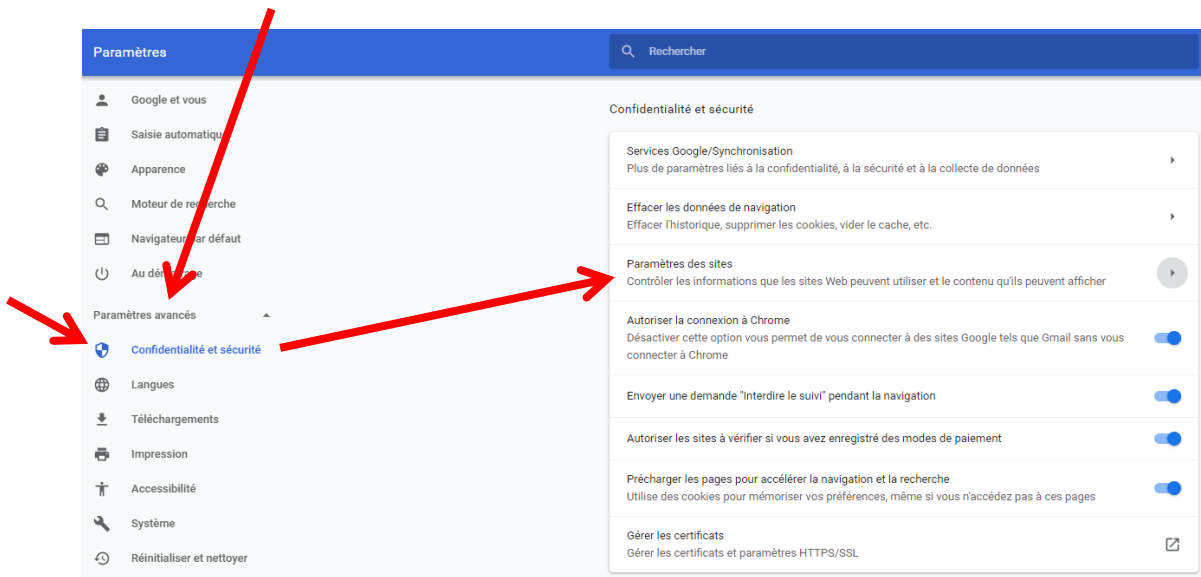 Paramètres
Rechercher
Google et vous
Saisie automatiqu
Apparence
Moteur de recherche
Navigateur par défaut
Au
Paramètres avancés
Confidentialité et sécurité
Langues
Téléchargements
Impression
Accessibilité
Système
Réinitialiser et nettoyer
Confidentialité et sécurité
Services Google/Synchronisation
Plus de paramètres liés à la confidentialité, à la sécurité et à la collecte de données
Effacer les données de navigation
Effacer l'historique, supprimer les cookies, vider le cache, etc.
Paramètres des sites
Contrôler les informations que les sites Web peuvent utiliser et le contenu qu'ils peuvent afficher
Autoriser la connexion à Chrome
Désactiver cette option vous permet de vous connecter à des sites Google tels que Gmail sans vous
connecter à Chrome
Envoyer une demande "Interdire le suivi" pendant la navigation
Autoriser les sites à vérifier si vous avez enregistré des modes de paiement
Précharger les pages pour accélérer la navigation et la recherche
Utilise des cookies pour mémoriser vos préférences, même si vous n'accédez pas à ces pages
Gérer les certificats
Gérer les certificats et paramètres HTTPS/SSL